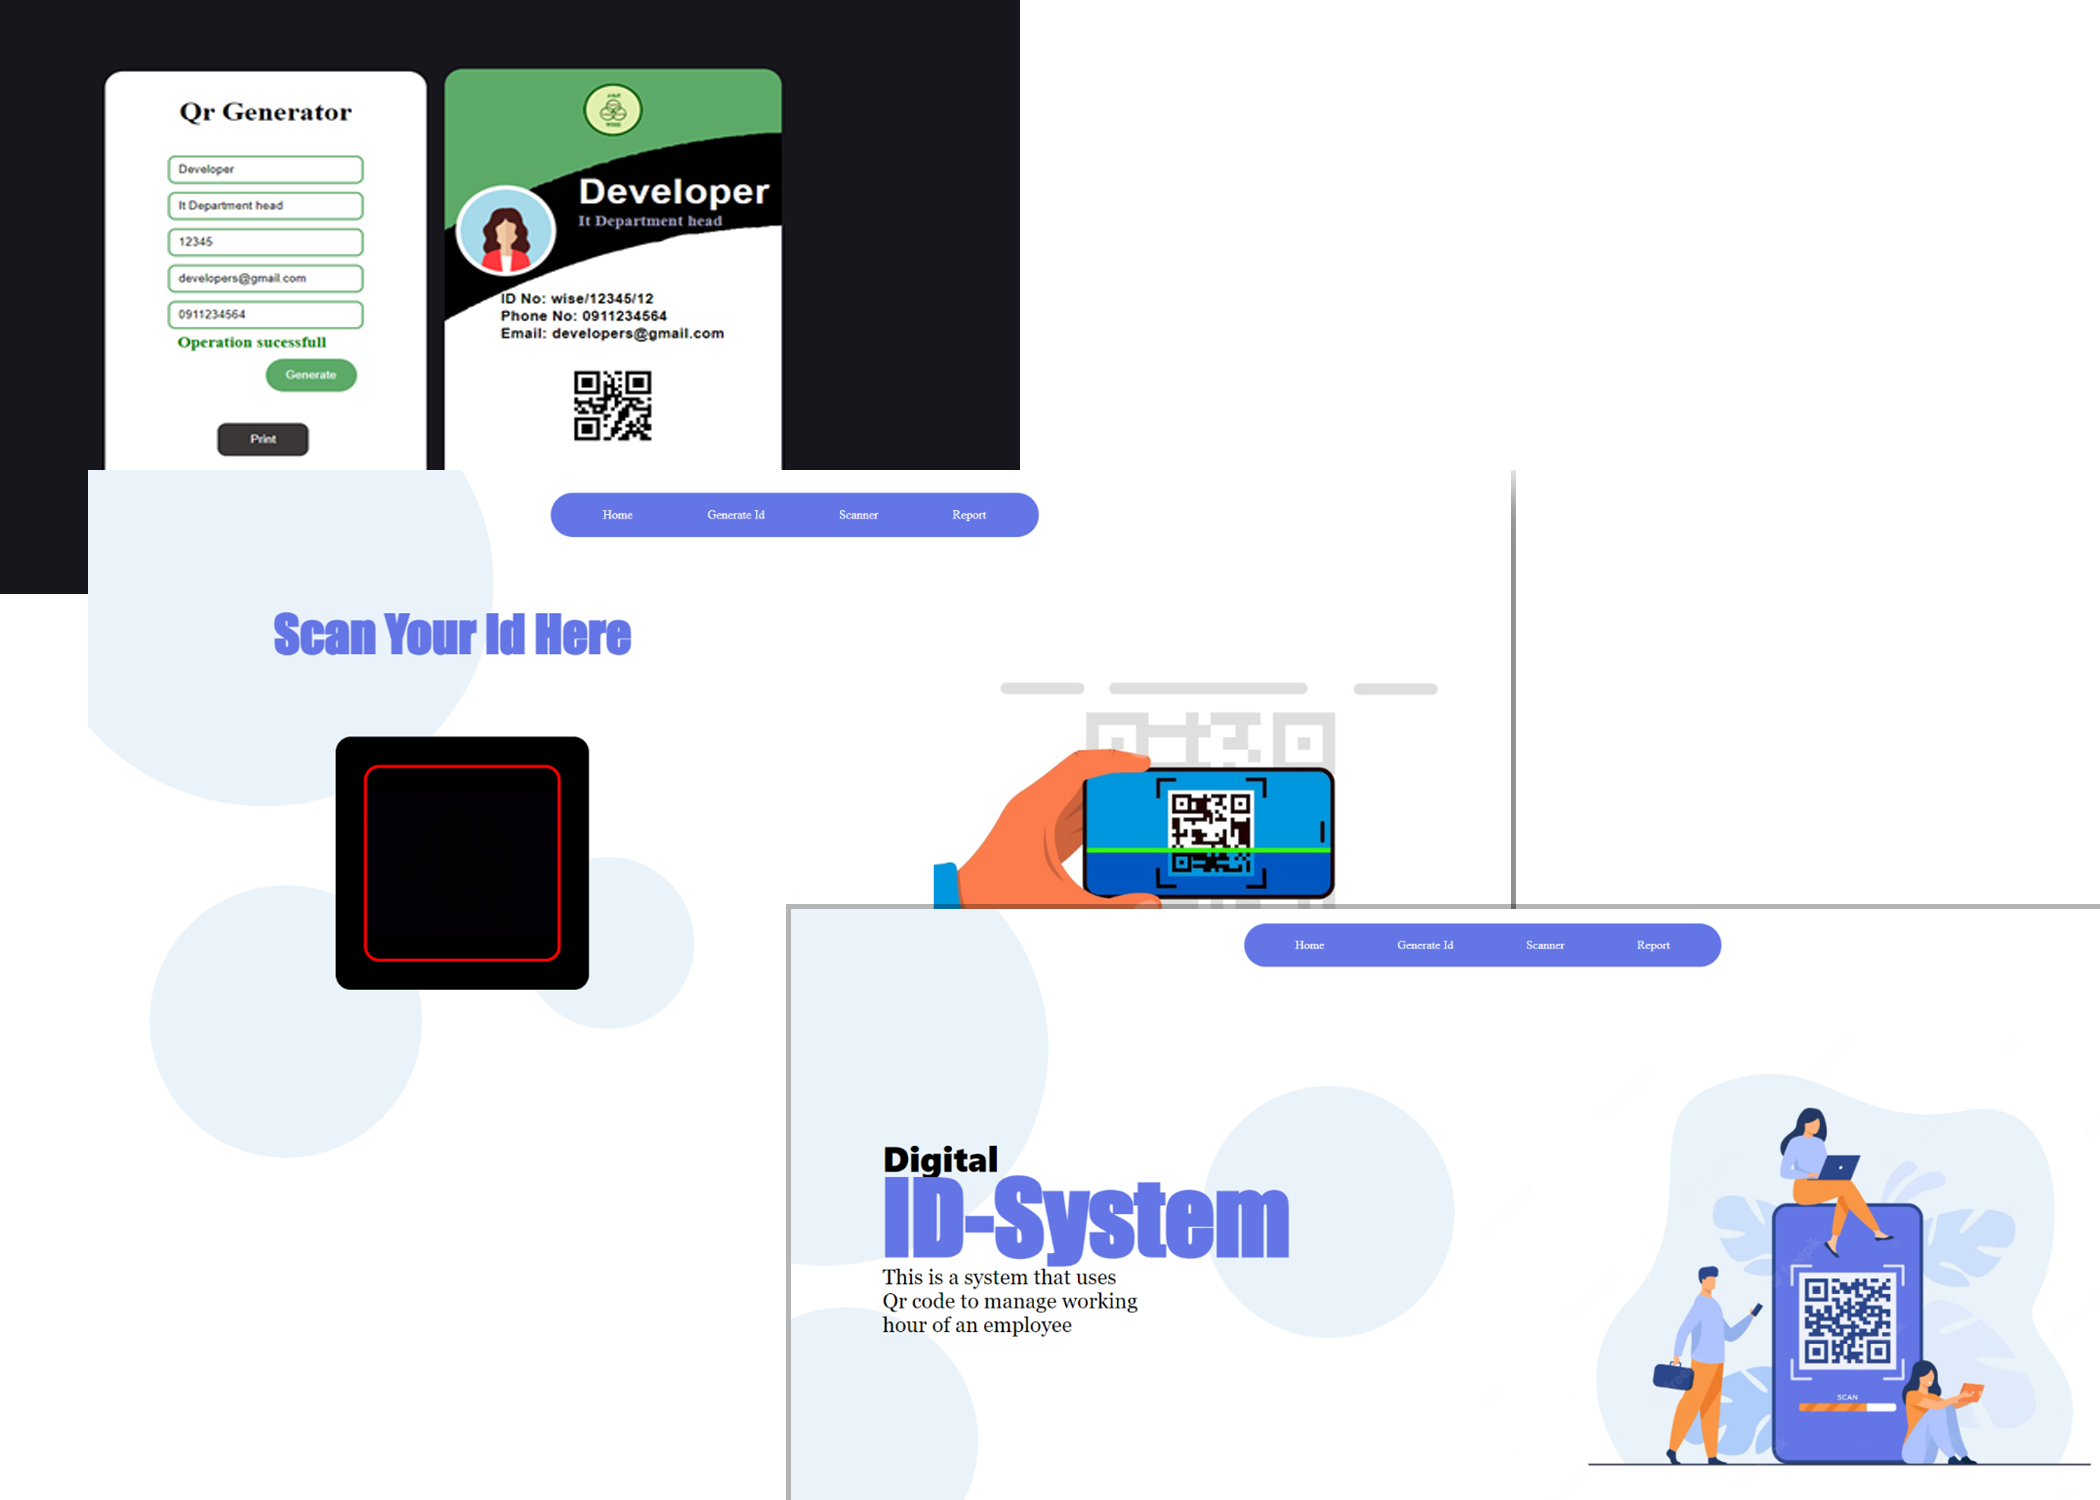 Qr Generator
Developer
It Department head
12345
developers@gmail.com
0911234564
Operation sucessfull
Generate
Print
WISE
Developer
It Department head
ID No: wise/12345/12
Phone No: 0911234564
Email: developers@gmail.com
Home Generate Id Scanner Report
Scan Your Id Here
Home Generate Id Scanner Report
Digital
ID-System
This is a system that uses
Qr code to manage working
hour of an employee
SCAN